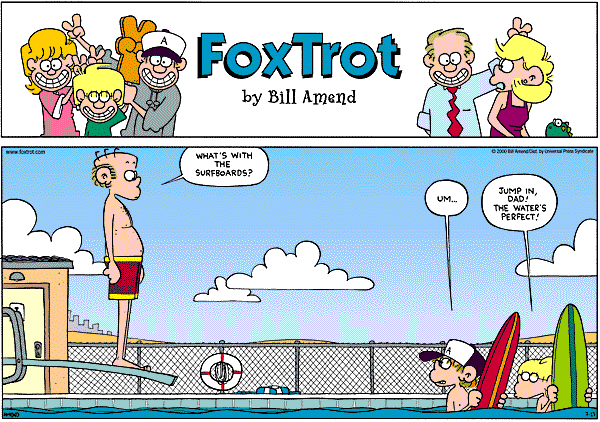 FOXTROT
by Bill Amend
A
www.foxtrot.com
© 2000 Bill Amend/Dist. by Universal Press Syndicate
WHAT'S WITH
THE
SURFBOARDS?
UM...
JUMP IN,
DAD!
THE WATER'S
PERFECT!
A